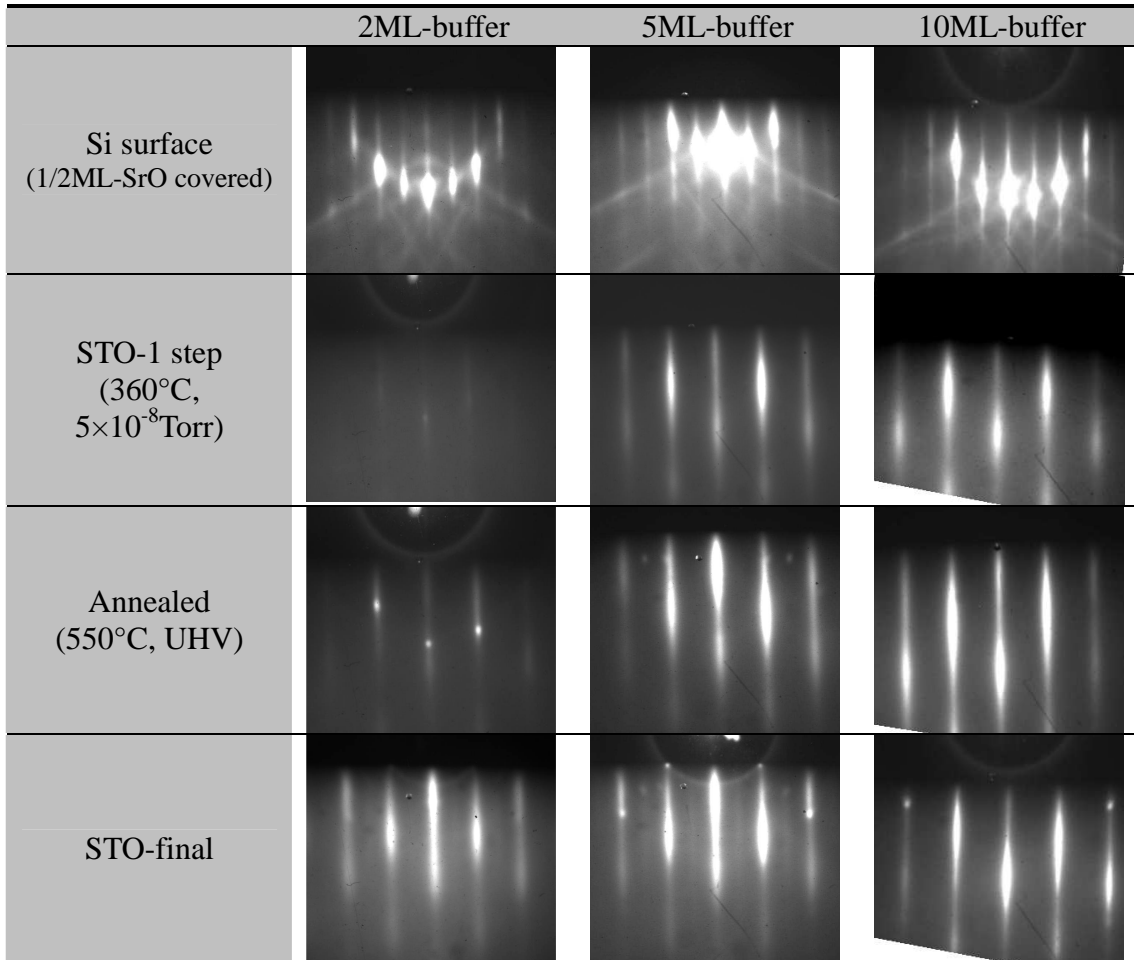 2ML-buffer 5ML-buffer 10ML-buffer
Si surface
(1/2ML-SrO covered)
STO-1 step
(360°C,
5×10⁻⁸Torr)
Annealed
(550°C, UHV)
STO-final